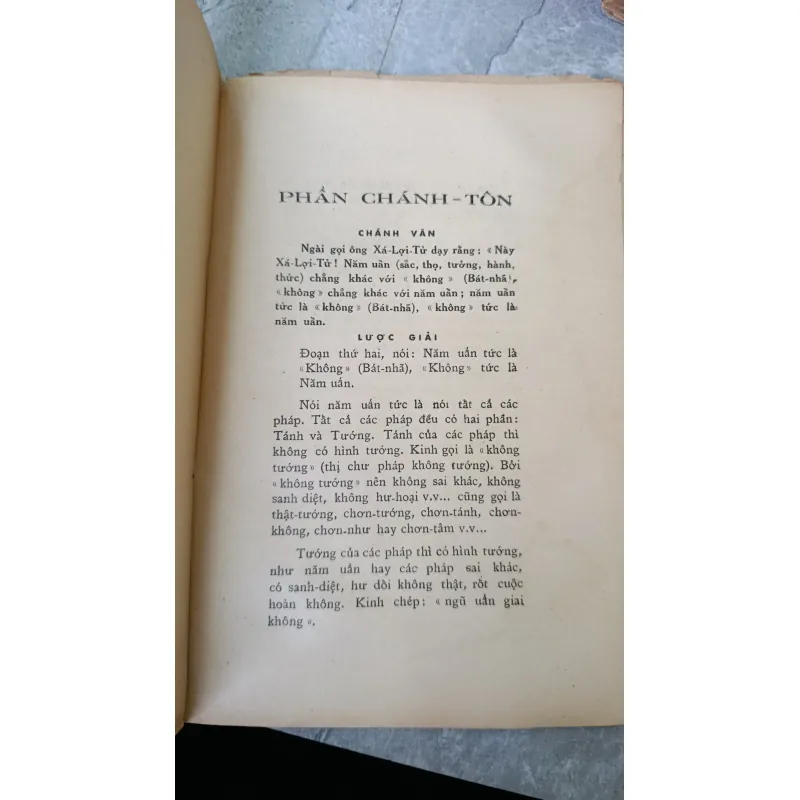 PHẦN CHÁNH-TÔN
CHÁNH VĂN
Ngài gọi ông Xá-Lợi-Tử dạy rằng: « Này
Xá-Lợi-Tử! Năm uẩn (sắc, thọ, tưởng, hành,
thức) chẳng khác với « không » (Bát-nhã),
« không » chẳng khác với năm uẩn; năm uẩn
tức là « không » (Bát-nhã), « không » tức là
năm uẩn.
LƯỢC GIẢI
Đoạn thứ hai, nói: Năm uẩn tức là
«Không» (Bát-nhã), «Không» tức là
Năm uẩn.
Nói năm uẩn tức là nói tất cả các
pháp. Tất cả các pháp đều có hai phần:
Tánh và Tướng. Tánh của các pháp thì
không có hình tướng. Kinh gọi là «không
tướng» (thị chư pháp không tướng). Bởi
«không tướng» nên không sai khác, không
sanh diệt, không hư-hoại v.v... cũng gọi là
thật-tướng, chơn-tướng, chơn-tánh, chơn-
không, chơn-như hay chơn-tâm v.v...
Tướng của các pháp thì có hình tướng,
như năm uẩn hay các pháp sai khác,
có sanh-diệt, hư dối không thật, rốt cuộc
hoàn không. Kinh chép: « ngũ uẩn giai
không «.